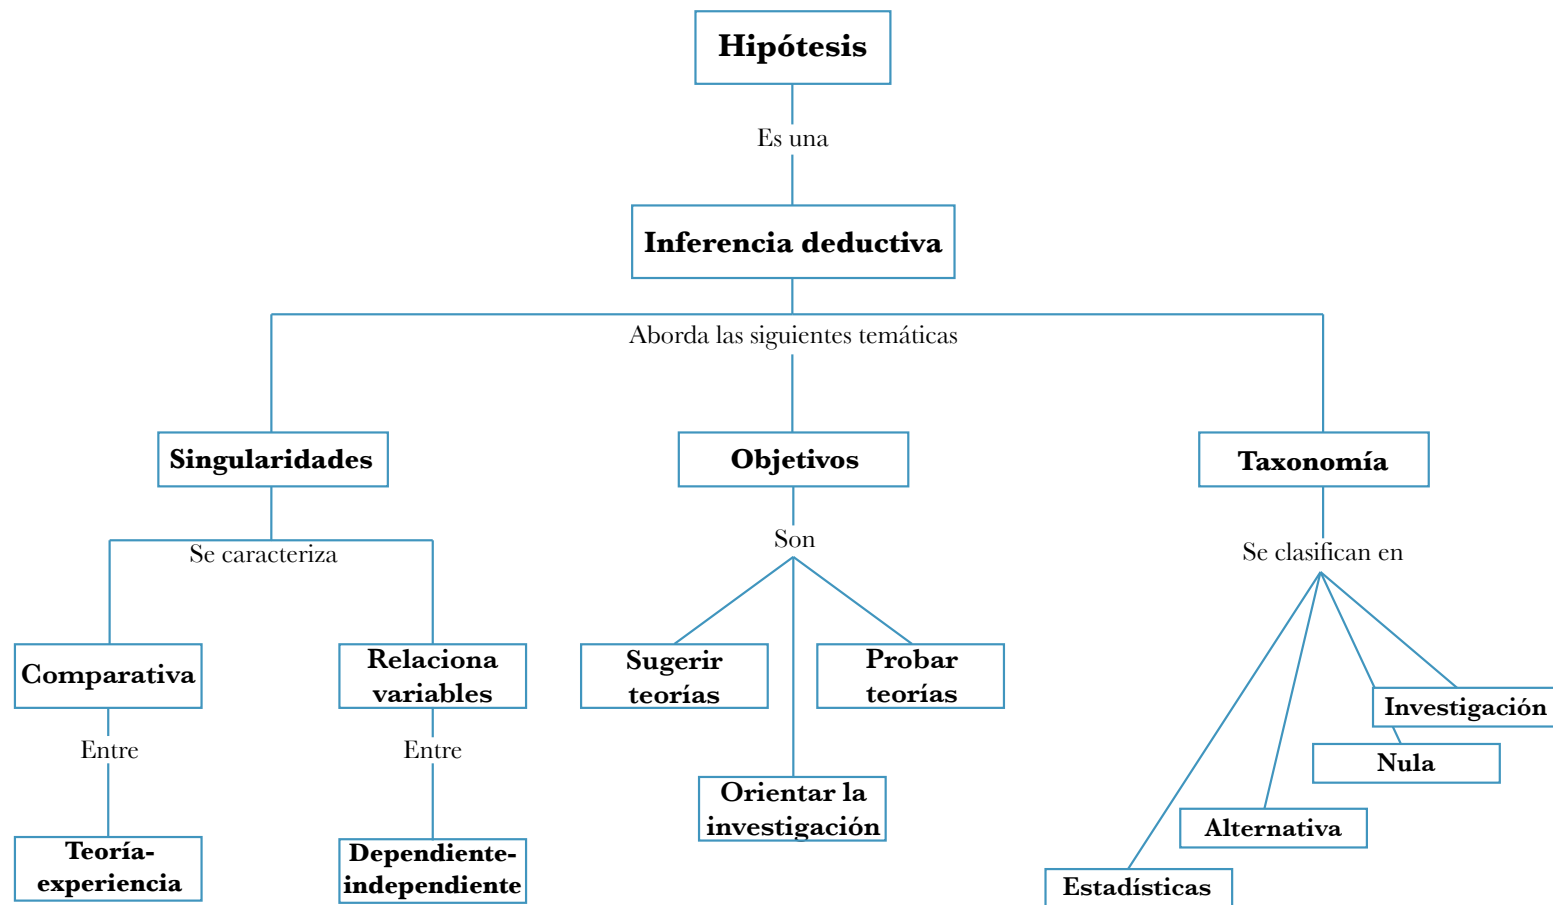 Hipótesis
Es una
Inferencia deductiva
Aborda las siguientes temáticas
Singularidades
Objetivos
Taxonomía
Se caracteriza
Son
Se clasifican en
Comparativa
Relaciona
variables
Sugerir
teorías
Probar
teorías
Investigación
Nula
Entre
Entre
Orientar la
investigación
Alternativa
Teoría-
experiencia
Dependiente-
independiente
Estadísticas